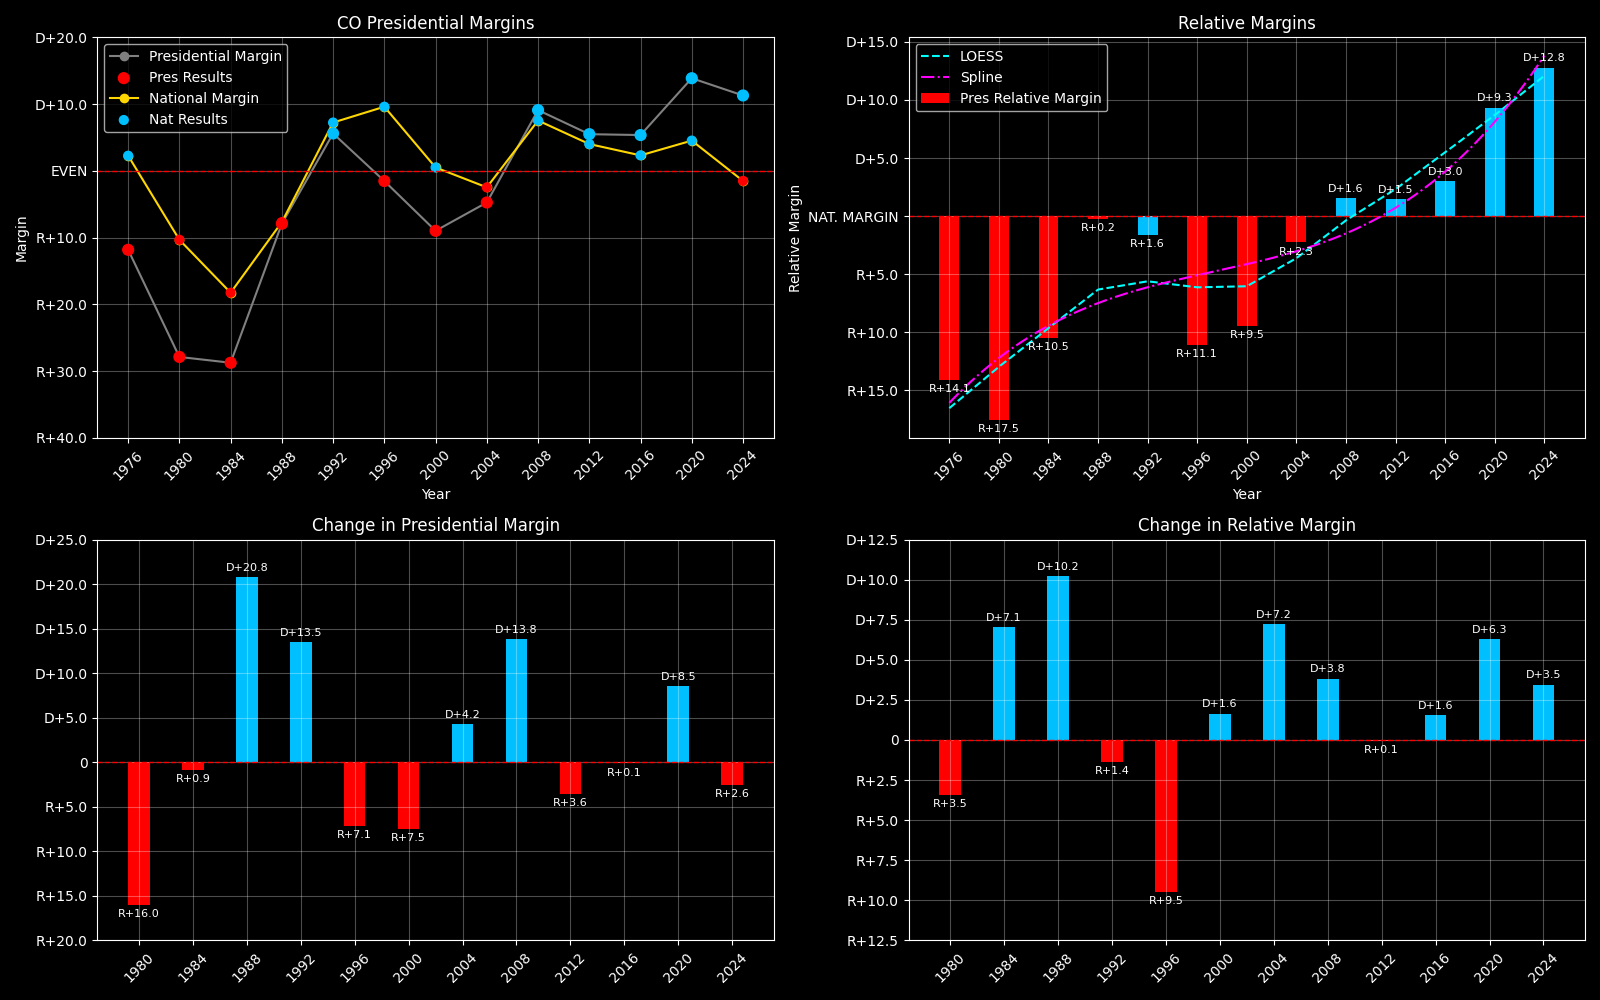 CO Presidential Margins
D+20.0
D+10.0
EVEN
R+10.0
R+20.0
R+30.0
R+40.0
Margin
Presidential Margin
Pres Results
National Margin
Nat Results
1976 1980 1984 1988 1992 1996 2000 2004 2008 2012 2016 2020 2024
Year
Relative Margins
D+15.0
D+10.0
D+5.0
NAT. MARGIN
R+5.0
R+10.0
R+15.0
Relative Margin
LOESS
Spline
Pres Relative Margin
R+14.1
R+17.5
R+10.5
R+0.2
R+1.6
R+11.1
R+9.5
R+2.3
D+1.6
D+1.5
D+3.0
D+9.3
D+12.8
1976 1980 1984 1988 1992 1996 2000 2004 2008 2012 2016 2020 2024
Year
Change in Presidential Margin
D+25.0
D+20.0
D+15.0
D+10.0
D+5.0
0
R+5.0
R+10.0
R+15.0
R+20.0
R+16.0
R+0.9
D+20.8
D+13.5
R+7.1
R+7.5
D+4.2
D+13.8
R+3.6
R+0.1
D+8.5
R+2.6
1980 1984 1988 1992 1996 2000 2004 2008 2012 2016 2020 2024
Change in Relative Margin
D+12.5
D+10.0
D+7.5
D+5.0
D+2.5
0
R+2.5
R+5.0
R+7.5
R+10.0
R+12.5
R+3.5
D+7.1
D+10.2
R+1.4
R+9.5
D+1.6
D+7.2
D+3.8
R+0.1
D+1.6
D+6.3
D+3.5
1980 1984 1988 1992 1996 2000 2004 2008 2012 2016 2020 2024